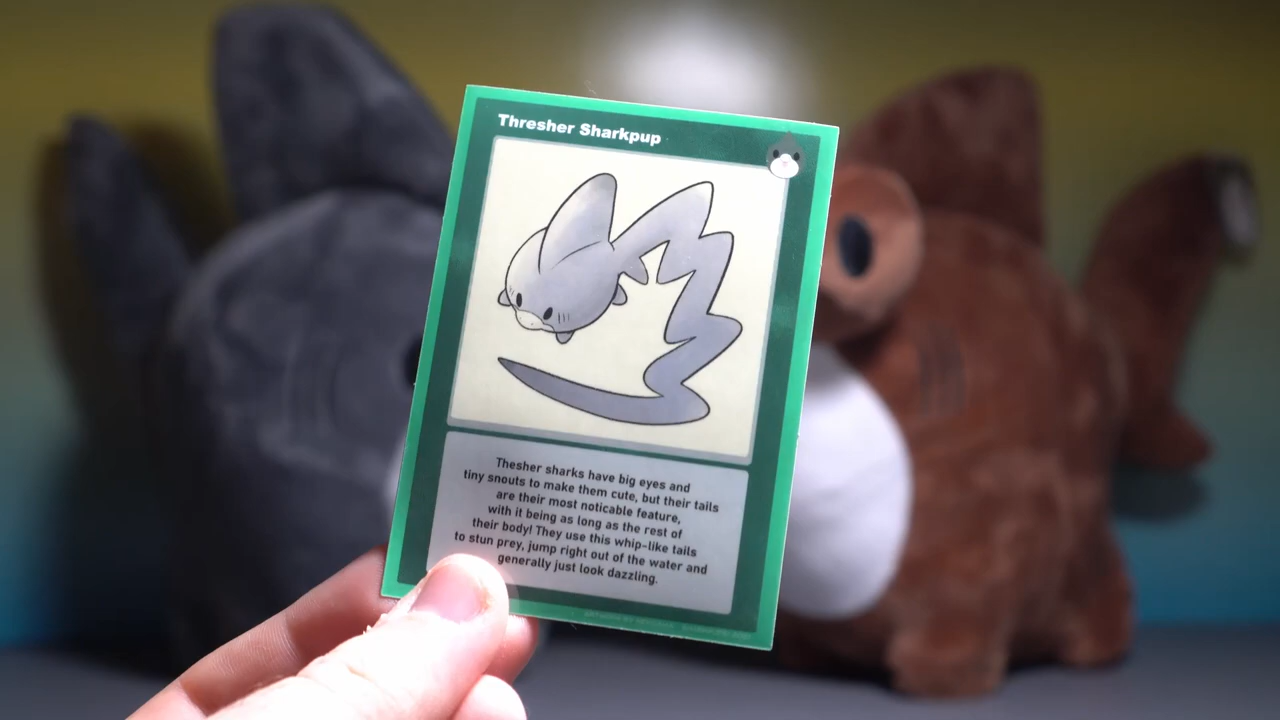 Thresher Sharkpup
Thesher sharks have big eyes and
tiny snouts to make them cute, but their tails
are their most noticable feature,
with it being as long as the rest of
their body! They use this whip-like tails
to stun prey, jump right out of the water and
generally just look dazzling.